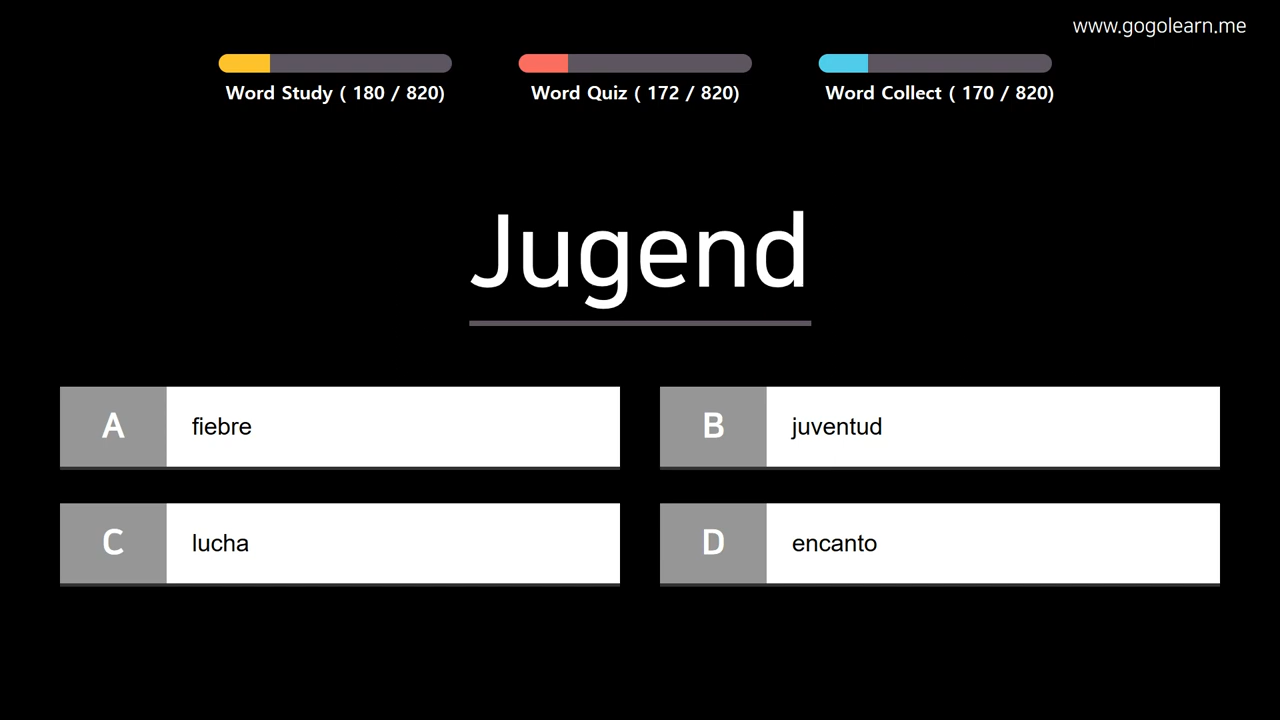 www.gogolearn.me
Word Study ( 180 / 820)
Word Quiz ( 172 / 820)
Word Collect ( 170 / 820)
Jugend
A fiebre
B juventud
C lucha
D encanto